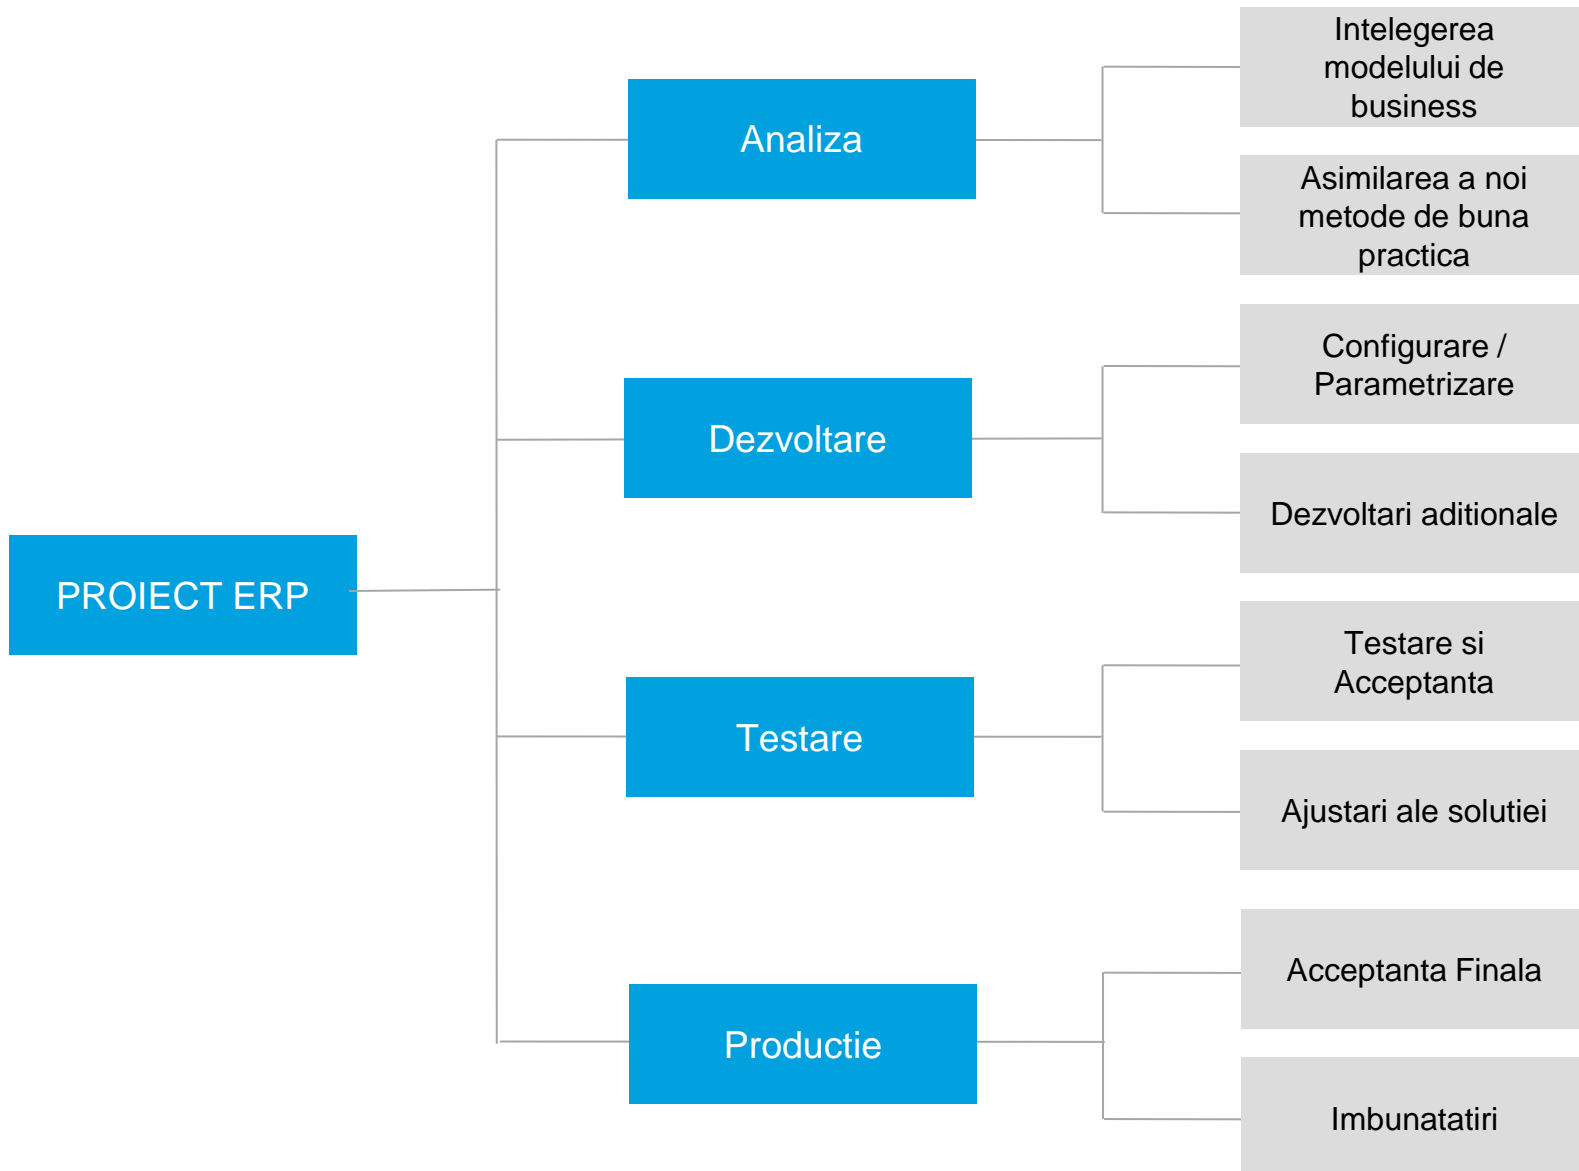 PROIECT ERP
Analiza
Intelegerea
modelului de
business
Asimilarea a noi
metode de buna
practica
Dezvoltare
Configurare /
Parametrizare
Dezvoltari aditionale
Testare
Testare si
Acceptanta
Ajustari ale solutiei
Productie
Acceptanta Finala
Imbunatatiri